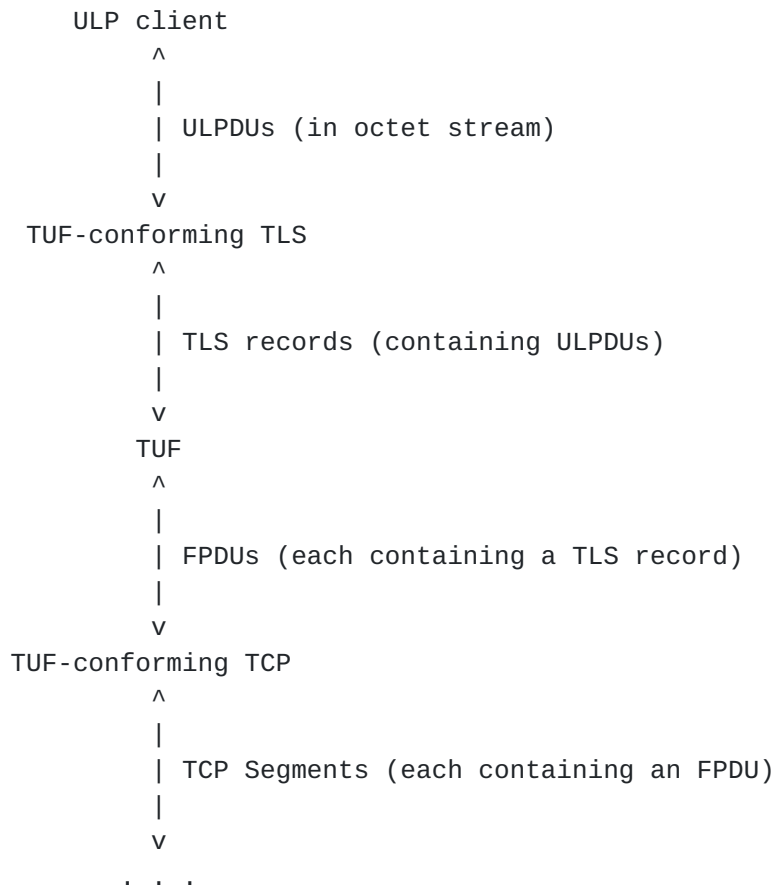 ULP client
^
|
| ULPDUs (in octet stream)
|
v
TUF-conforming TLS
^
|
| TLS records (containing ULPDUs)
|
v
TUF
^
|
| FPDUs (each containing a TLS record)
|
v
TUF-conforming TCP
^
|
| TCP Segments (each containing an FPDU)
|
v
. . .